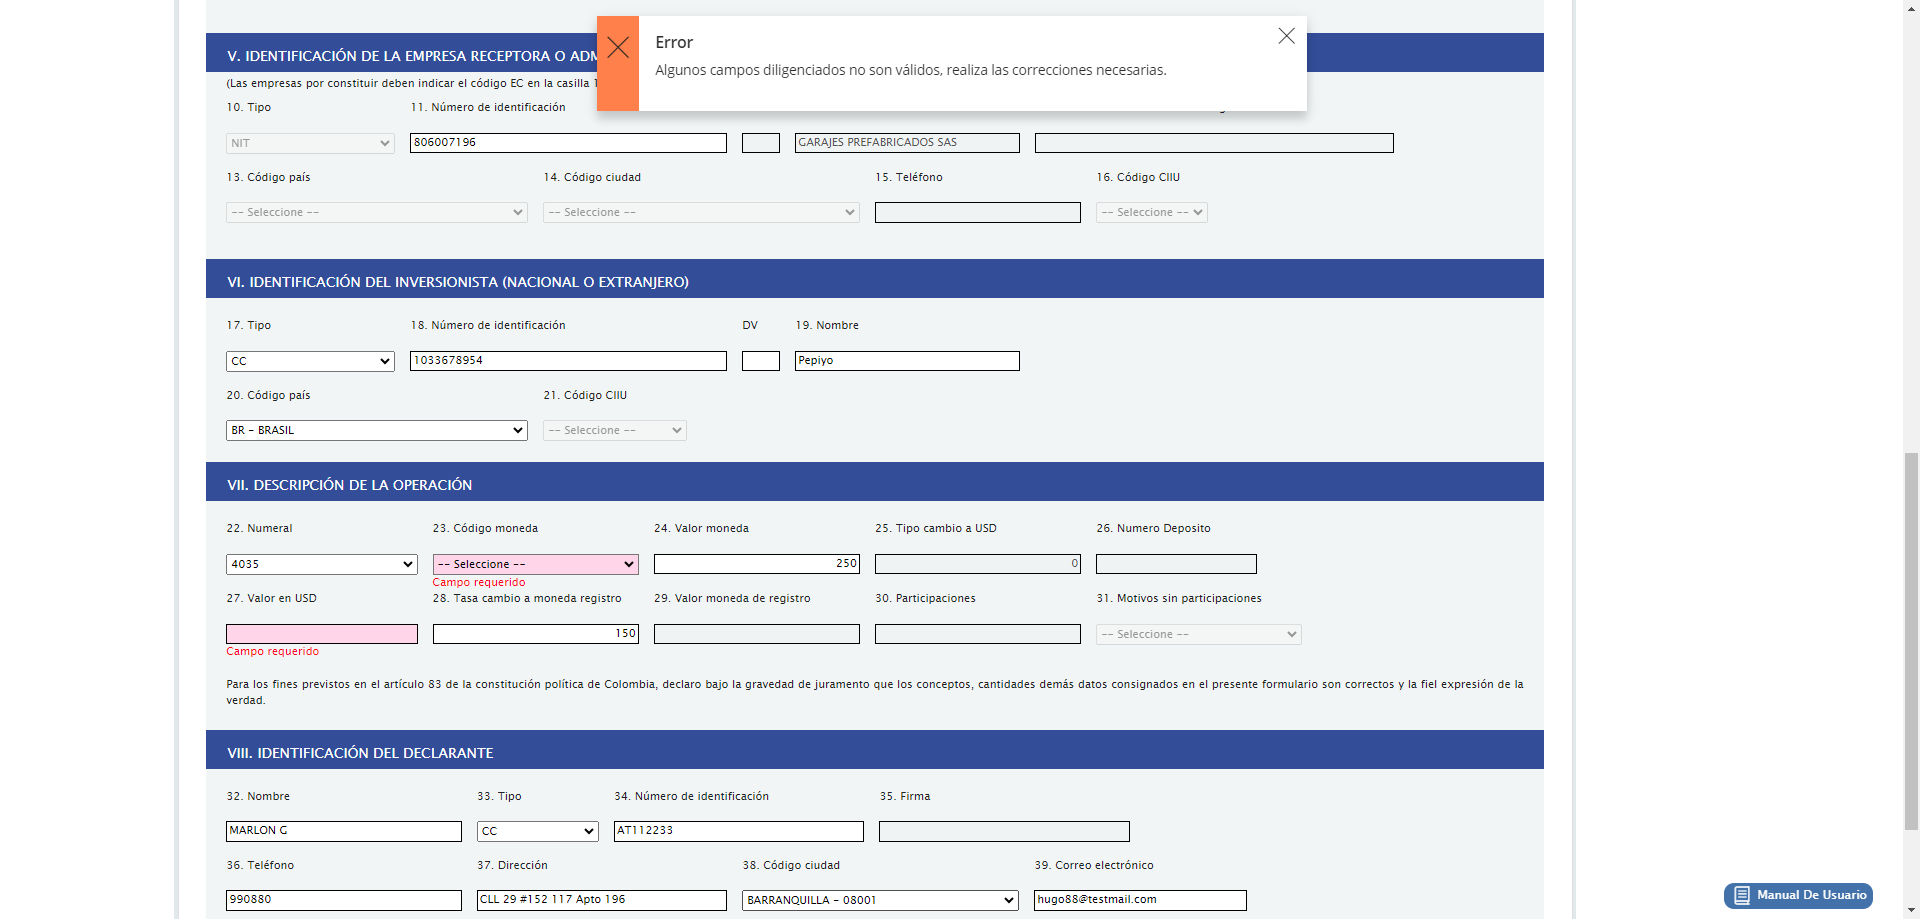 Error
Algunos campos diligenciados no son válidos, realiza las correcciones necesarias.
V. IDENTIFICACIÓN DE LA EMPRESA RECEPTORA O ADM
(Las empresas por constituir deben indicar el código EC en la casilla 1
10. Tipo 11. Número de identificación
NIT 806007196 GARAJES PREFABRICADOS SAS
13. Código país 14. Código ciudad 15. Teléfono 16. Código CIIU
-- Seleccione -- -- Seleccione -- -- Seleccione --
VI. IDENTIFICACIÓN DEL INVERSIONISTA (NACIONAL O EXTRANJERO)
17. Tipo 18. Número de identificación DV 19. Nombre
CC 1033678954 Pepiyo
20. Código país 21. Código CIIU
BR - BRASIL -- Seleccione --
VII. DESCRIPCIÓN DE LA OPERACIÓN
22. Numeral 23. Código moneda 24. Valor moneda 25. Tipo cambio a USD 26. Numero Deposito
4035 -- Seleccione -- 250 0
Campo requerido
27. Valor en USD 28. Tasa cambio a moneda registro 29. Valor moneda de registro 30. Participaciones 31. Motivos sin participaciones
150 -- Seleccione --
Campo requerido
Para los fines previstos en el artículo 83 de la constitución política de Colombia, declaro bajo la gravedad de juramento que los conceptos, cantidades demás datos consignados en el presente formulario son correctos y la fiel expresión de la
verdad.
VIII. IDENTIFICACIÓN DEL DECLARANTE
32. Nombre 33. Tipo 34. Número de identificación 35. Firma
MARLON G CC AT112233
36. Teléfono 37. Dirección 38. Código ciudad 39. Correo electrónico
990880 CLL 29 #152 117 Apto 196 BARRANQUILLA - 08001 hugo88@testmail.com
Manual De Usuario